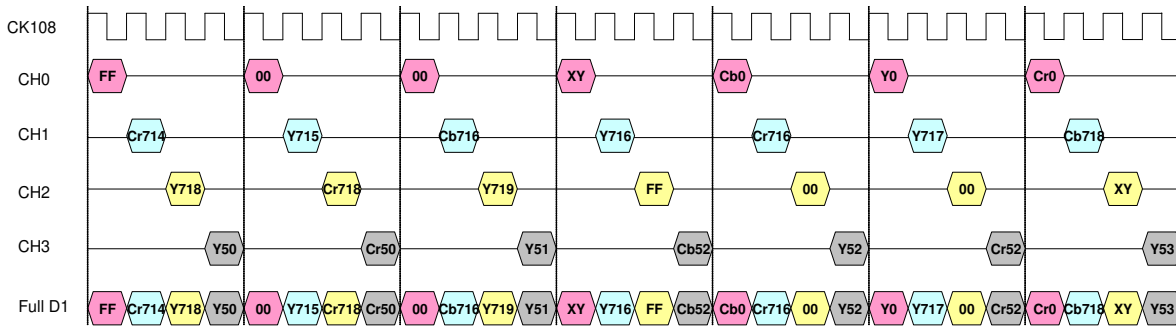 CK108
CH0 FF 00 00 XY Cb0 Y0 Cr0
CH1 Cr714 Y715 Cb716 Y716 Cr716 Y717 Cb718
CH2 Y718 Cr718 Y719 FF 00 00 XY
CH3 Y50 Cr50 Y51 Cb52 Y52 Cr52 Y53
Full D1 FF Cr714 Y718 Y50 00 Y715 Cr718 Cr50 00 Cb716 Y719 Y51 XY Y716 FF Cb52 Cb0 Cr716 00 Y52 Y0 Y717 00 Cr52 Cr0 Cb718 XY Y53